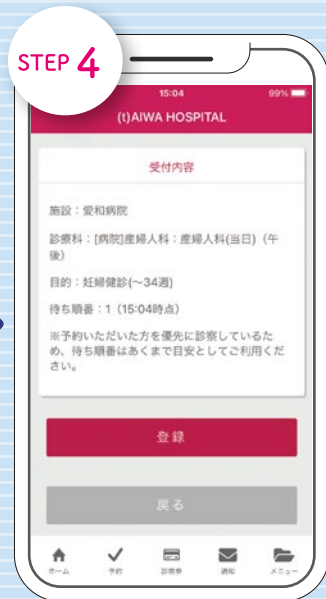 STEP 4
15:04 99%
(t)AIWA HOSPITAL
受付内容
施設：愛和病院
診療科：[病院]産婦人科：産婦人科(当日)（午
後）
目的：妊婦健診(～34週)
待ち順番：1（15:04時点）
※予約いただいた方を優先に診察しているた
め、待ち順番はあくまで目安としてご利用くだ
さい。
登録
戻る
ホーム 予約 診察券 通知 メニュー